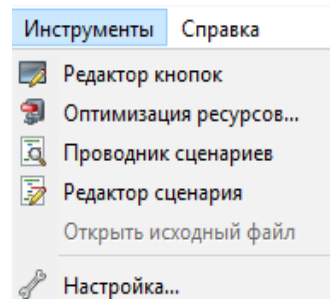 Инструменты Справка
Редактор кнопок
Оптимизация ресурсов...
Проводник сценариев
Редактор сценария
Открыть исходный файл
Настройка...